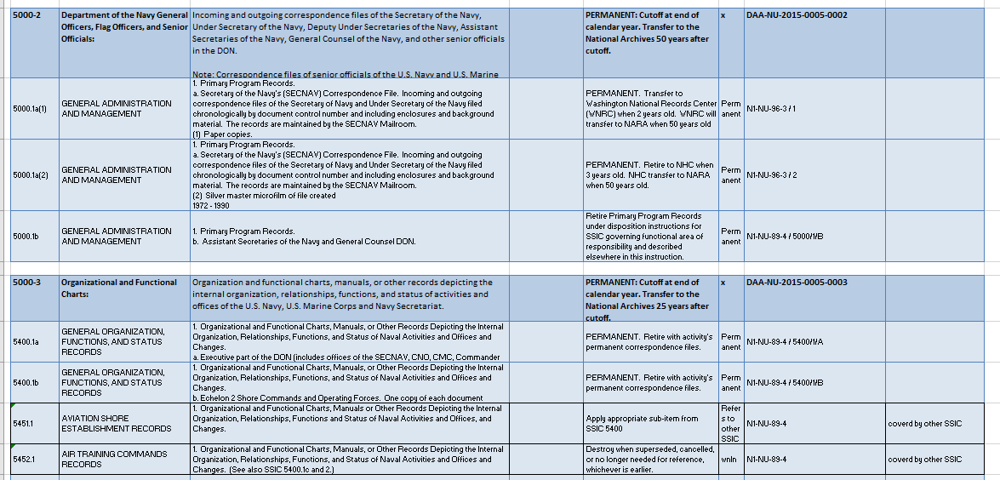 5000-2
Department of the Navy General
Officers, Flag Officers, and Senior
Officials:
Incoming and outgoing correspondence files of the Secretary of the Navy,
Under Secretary of the Navy, Deputy Under Secretaries of the Navy, Assistant
Secretaries of the Navy, General Counsel of the Navy, and other senior officials
in the DON.
Note: Correspondence files of senior officials of the U.S. Navy and U.S. Marine
PERMANENT: Cutoff at end of
calendar year. Transfer to the
National Archives 50 years after
cutoff.
x
DAA-NU-2015-0005-0002
5000.1a(1)
GENERAL ADMINISTRATION
AND MANAGEMENT
1. Primary Program Records.
a. Secretary of the Navy's (SECNAV) Correspondence File. Incoming and outgoing
correspondence files of the Secretary of Navy and Under Secretary of the Navy filed
chronologically by document control number and including enclosures and background
material. The records are maintained by the SECNAV Mailroom.
(1) Paper copies.
PERMANENT. Transfer to
Washington National Records Center
(WNRC) when 2 years old. WNRC will
transfer to NARA when 50 years old
Perm
anent
N1-NU-96-3 / 1
5000.1a(2)
GENERAL ADMINISTRATION
AND MANAGEMENT
1. Primary Program Records.
a. Secretary of the Navy's (SECNAV) Correspondence File. Incoming and outgoing
correspondence files of the Secretary of Navy and Under Secretary of the Navy filed
chronologically by document control number and including enclosures and background
material. The records are maintained by the SECNAV Mailroom.
(2) Silver master microfilm of file created
1972 - 1990
PERMANENT. Retire to NHC when
3 years old. NHC transfer to NARA
when 50 years old.
Perm
anent
N1-NU-96-3 / 2
5000.1b
GENERAL ADMINISTRATION
AND MANAGEMENT
1. Primary Program Records.
b. Assistant Secretaries of the Navy and General Counsel DON.
Retire Primary Program Records
under disposition instructions for
SSIC governing functional area of
responsibility and described
elsewhere in this instruction.
Perm
anent
N1-NU-89-4 / 5000/1/B
5000-3
Organizational and Functional
Charts:
Organization and functional charts, manuals, or other records depicting the
internal organization, relationships, functions, and status of activities and
offices of the U.S. Navy, U.S. Marine Corps and Navy Secretariat.
PERMANENT: Cutoff at end of
calendar year. Transfer to the
National Archives 25 years after
cutoff.
x
DAA-NU-2015-0005-0003
5400.1a
GENERAL ORGANIZATION,
FUNCTIONS, AND STATUS
RECORDS
1. Organizational and Functional Charts, Manuals, or Other Records Depicting the Internal
Organization, Relationships, Functions, and Status of Naval Activities and Offices and
Changes.
a. Executive part of the DON (includes offices of the SECNAV, CNO, CMC, Commander
PERMANENT. Retire with activity's
permanent correspondence files.
Perm
anent
N1-NU-89-4 / 5400/1/A
5400.1b
GENERAL ORGANIZATION,
FUNCTIONS, AND STATUS
RECORDS
1. Organizational and Functional Charts, Manuals, or Other Records Depicting the Internal
Organization, Relationships, Functions, and Status of Naval Activities and Offices and
Changes.
b. Echelon 2 Shore Commands and Operating Forces. One copy of each document
PERMANENT. Retire with activity's
permanent correspondence files.
Perm
anent
N1-NU-89-4 / 5400/1/B
5451.1
AVIATION SHORE
ESTABLISHMENT RECORDS
1. Organizational and Functional Charts, Manuals or Other Records Depicting the Internal
Organization, Relationships, Functions and Status of Naval Activities and Offices, and
Changes.
Apply appropriate sub-item from
SSIC 5400
Refer
s to
other
SSIC
N1-NU-89-4
coverd by other SSIC
5452.1
AIR TRAINING COMMANDS
RECORDS
1. Organizational and Functional Charts, Manuals, or Other Records Depicting the Internal
Organization, Relationships, Functions, and Status of Naval Activities and Offices and
Changes. (See also SSIC 5400.1c and 2.)
Destroy when superseded, cancelled,
or no longer needed for reference,
whichever is earlier.
wnln
N1-NU-89-4
coverd by other SSIC